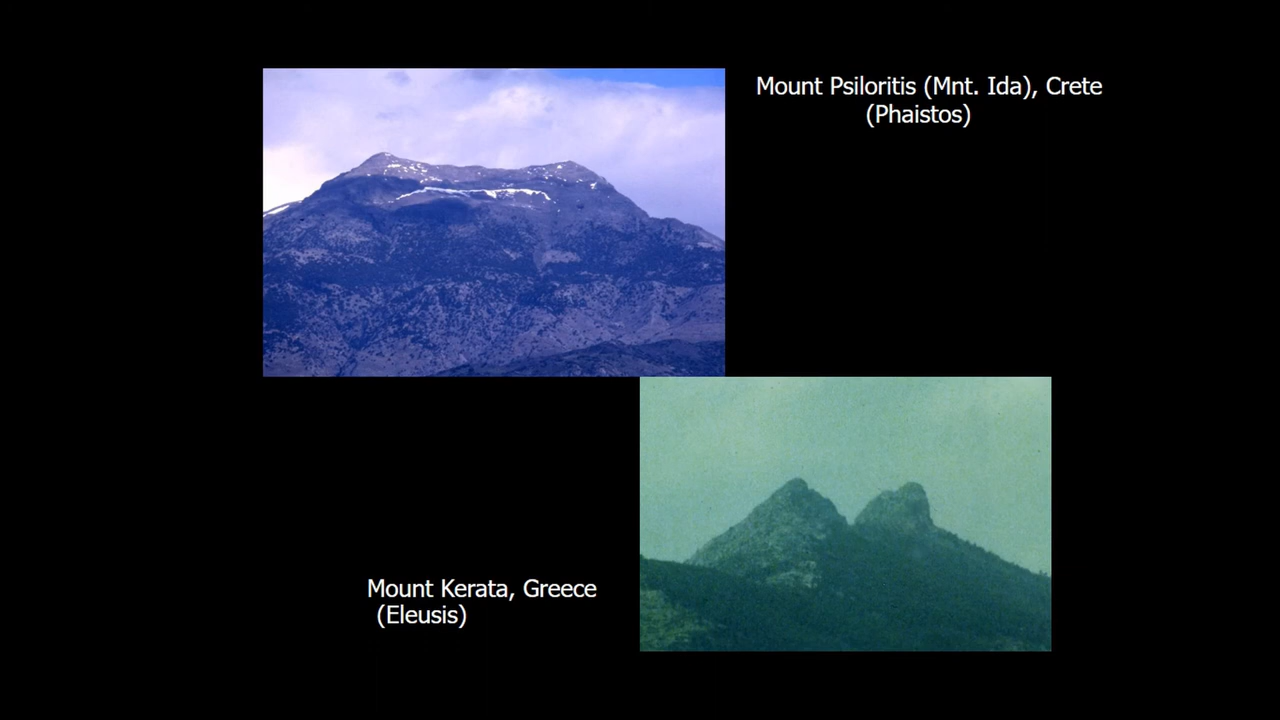 Mount Psiloritis (Mnt. Ida), Crete
(Phaistos)
Mount Kerata, Greece
(Eleusis)